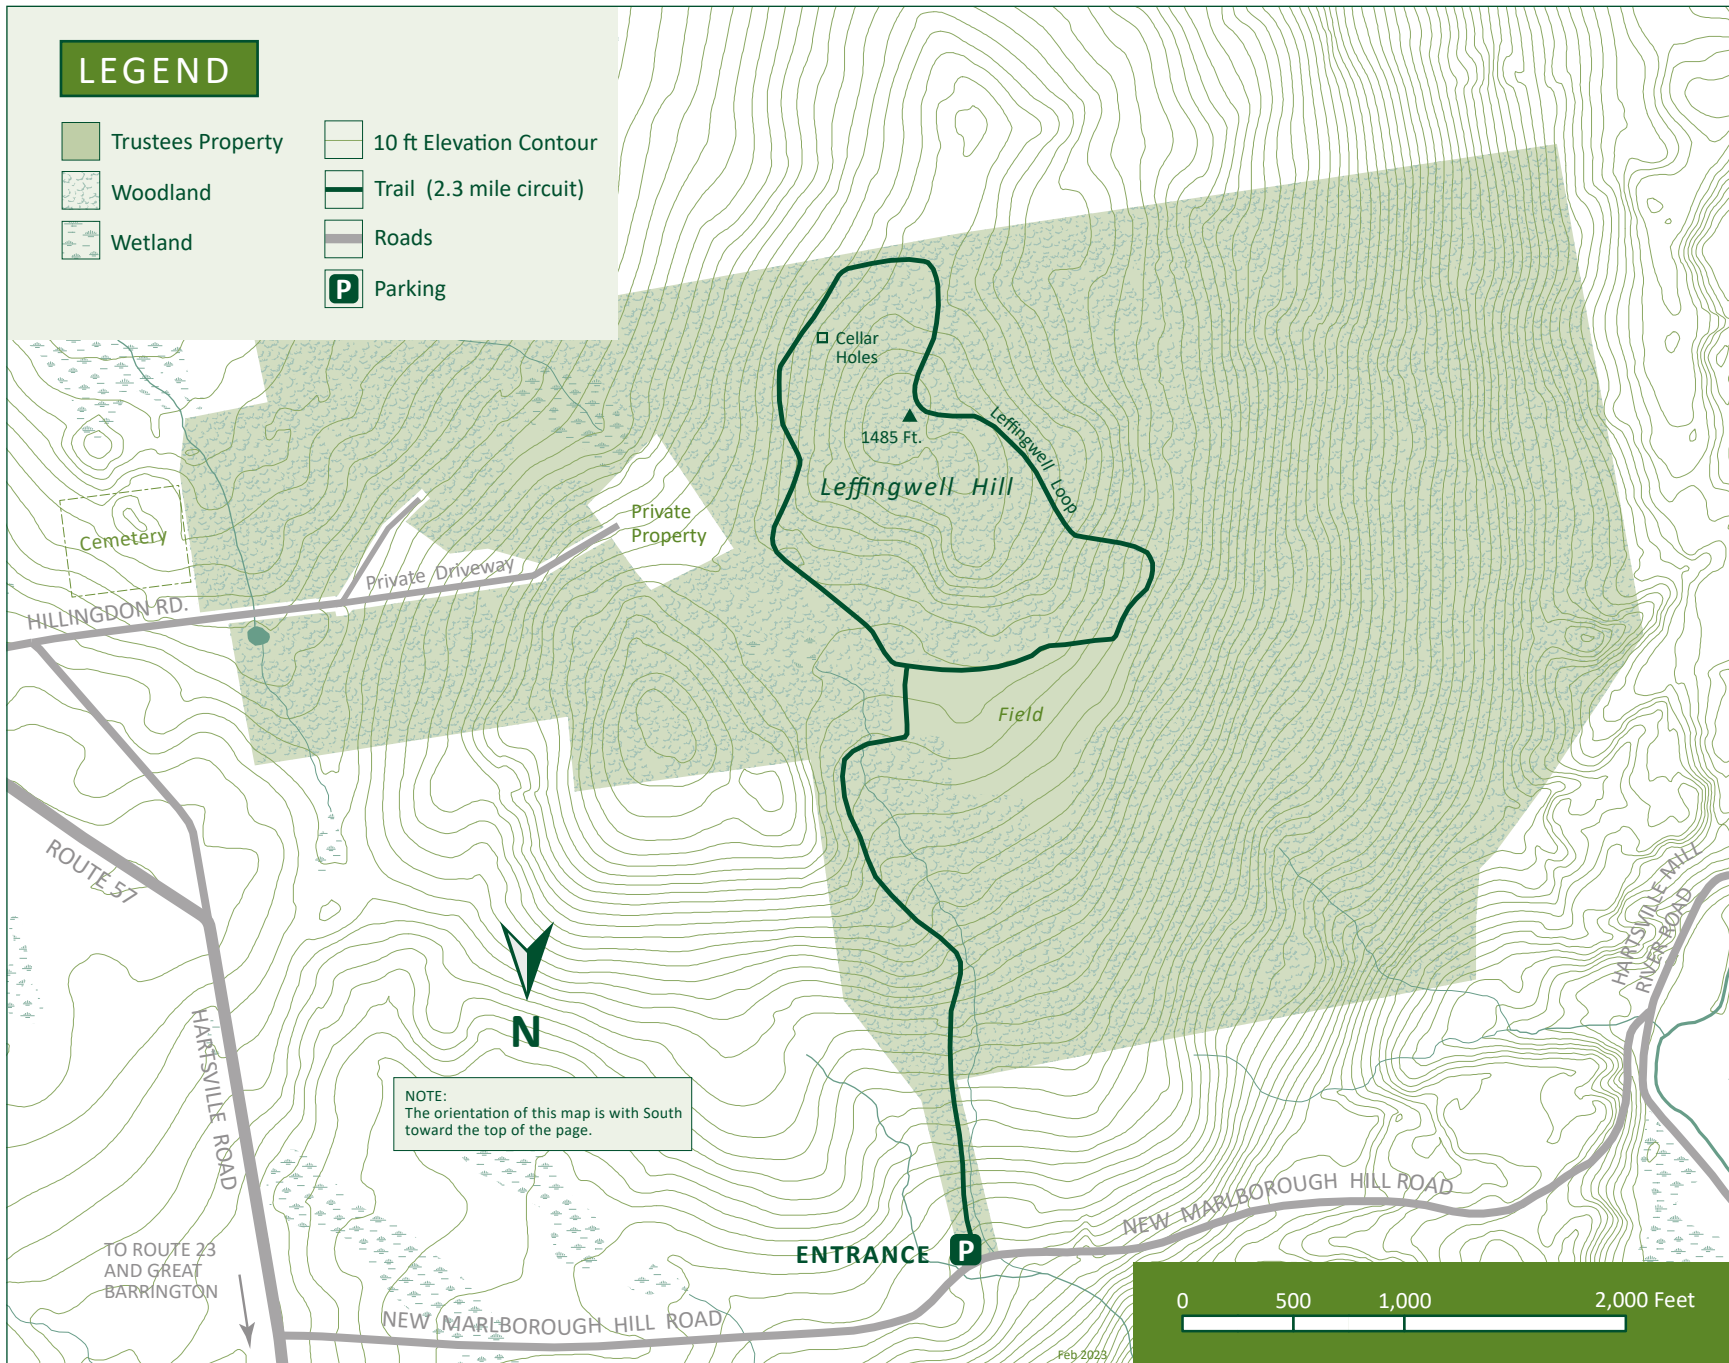 LEGEND
Trustees Property
Woodland
Wetland
10 ft Elevation Contour
Trail (2.3 mile circuit)
Roads
P
Parking
Cellar
Holes
1485 Ft.
Leffingwell Hill
Leffingwell Loop
Private
Property
Cemetery
Private Driveway
HILLINGDON RD.
Field
ROUTE 57
HARTSVILLE MILL
RIVER ROAD
N
HARTSVILLE ROAD
NOTE:
The orientation of this map is with South
toward the top of the page.
NEW MARLBOROUGH HILL ROAD
ENTRANCE
P
TO ROUTE 23
AND GREAT
BARRINGTON
NEW MARLBOROUGH HILL ROAD
0 500 1,000 2,000 Feet
Feb 2023